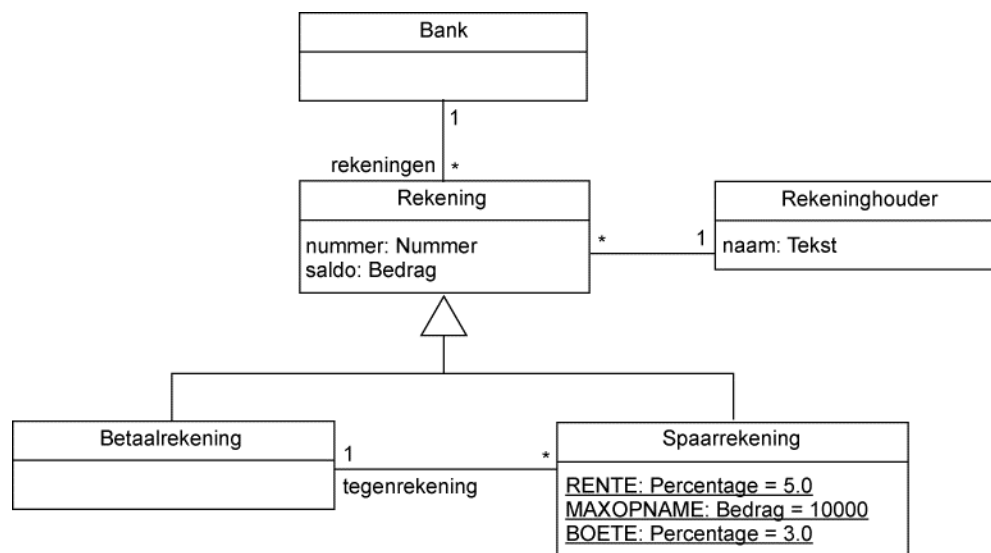 Bank
1
rekeningen *
Rekening
nummer: Nummer
saldo: Bedrag
* 1
Rekeninghouder
naam: Tekst
Betaalrekening
1 *
tegenrekening
Spaarrekening
RENTE: Percentage = 5.0
MAXOPNAME: Bedrag = 10000
BOETE: Percentage = 3.0